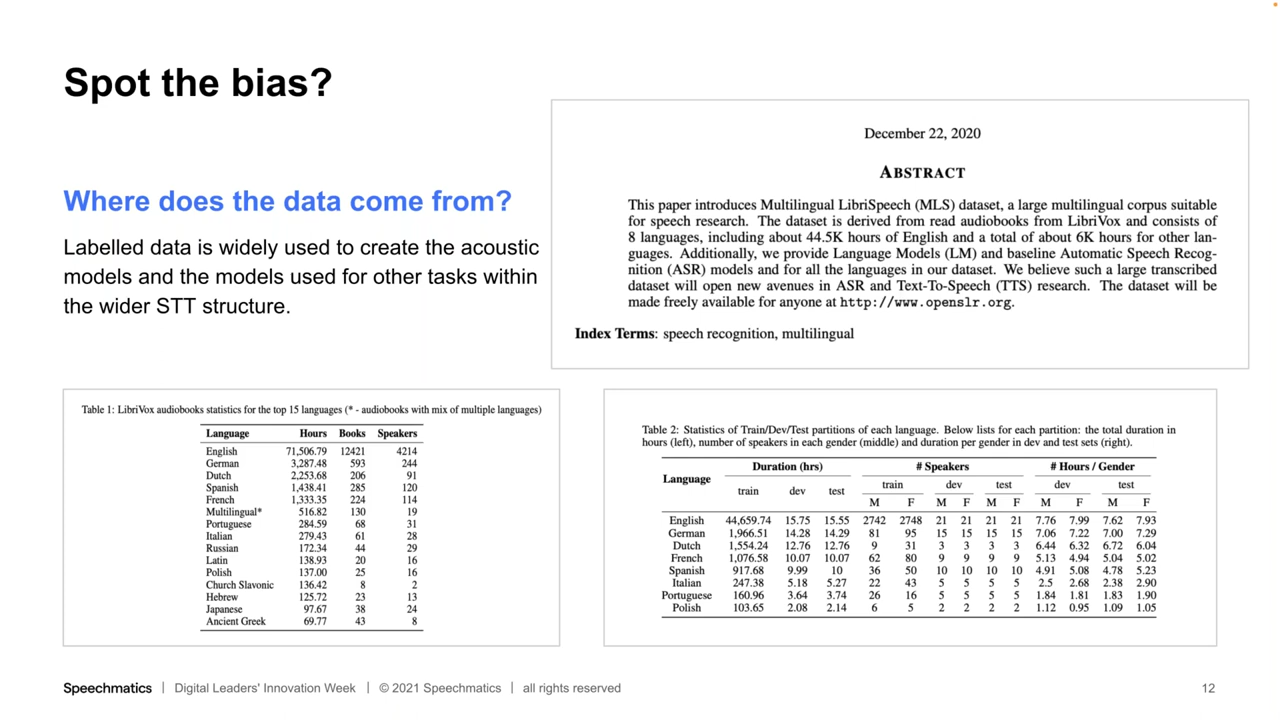 Spot the bias?
Where does the data come from?
Labelled data is widely used to create the acoustic
models and the models used for other tasks within
the wider STT structure.
December 22, 2020
ABSTRACT
This paper introduces Multilingual LibriSpeech (MLS) dataset, a large multilingual corpus suitable
for speech research. The dataset is derived from read audiobooks from LibriVox and consists of
8 languages, including about 44.5K hours of English and a total of about 6K hours for other lan-
guages. Additionally, we provide Language Models (LM) and baseline Automatic Speech Recog-
nition (ASR) models and for all the languages in our dataset. We believe such a large transcribed
dataset will open new avenues in ASR and Text-To-Speech (TTS) research. The dataset will be
made freely available for anyone at http://www.openslr.org.
Index Terms: speech recognition, multilingual
Table 1: LibriVox audiobooks statistics for the top 15 languages (* - audiobooks with mix of multiple languages)
Language Hours Books Speakers
English 71,506.79 12421 4214
German 3,287.48 593 244
Dutch 2,253.68 206 91
Spanish 1,438.41 285 120
French 1,333.35 224 114
Multilingual* 516.82 130 19
Portuguese 284.59 68 31
Italian 279.43 61 28
Russian 172.34 44 29
Latin 138.93 20 16
Polish 137.00 25 16
Church Slavonic 136.42 8 2
Hebrew 125.72 23 13
Japanese 97.67 38 24
Ancient Greek 69.77 43 8
Table 2: Statistics of Train/Dev/Test partitions of each language. Below lists for each partition: the total duration in
hours (left), number of speakers in each gender (middle) and duration per gender in dev and test sets (right).
Language Duration (hrs) # Speakers # Hours / Gender
train dev test train dev test dev test
M F M F M F M F M F
English 44,659.74 15.75 15.55 2742 2748 21 21 21 21 7.76 7.99 7.62 7.93
German 1,966.51 14.28 14.29 81 95 15 15 15 15 7.06 7.22 7.00 7.29
Dutch 1,554.24 12.76 12.76 9 31 3 3 3 3 6.44 6.32 6.72 6.04
French 1,076.58 10.07 10.07 62 80 9 9 9 9 5.13 4.94 5.04 5.02
Spanish 917.68 9.99 10 36 50 10 10 10 10 4.91 5.08 4.78 5.23
Italian 247.38 5.18 5.27 22 43 5 5 5 5 2.5 2.68 2.38 2.90
Portuguese 160.96 3.64 3.74 26 16 5 5 5 5 1.84 1.81 1.83 1.90
Polish 103.65 2.08 2.14 6 5 2 2 2 2 1.12 0.95 1.09 1.05
Speechmatics | Digital Leaders' Innovation Week | © 2021 Speechmatics | all rights reserved
12